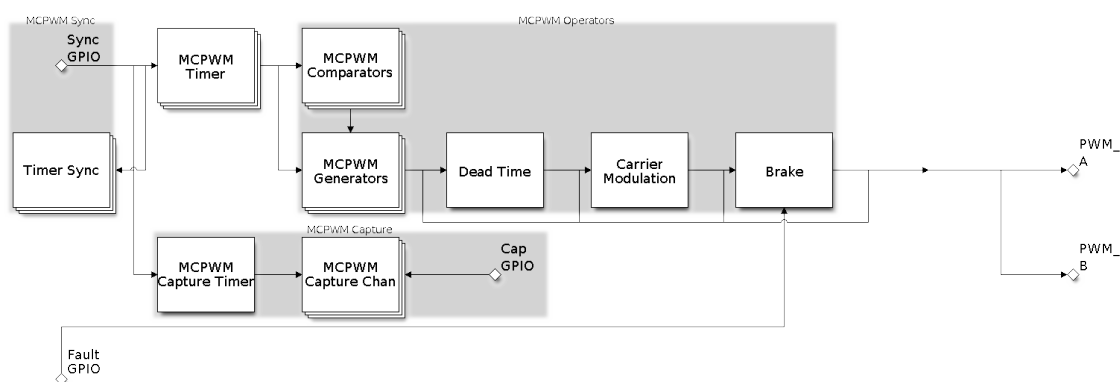 MCPWM Sync
MCPWM Operators
Sync
GPIO
MCPWM
Timer
MCPWM
Comparators
Timer Sync
MCPWM
Generators
Dead Time
Carrier
Modulation
Brake
PWM_
A
MCPWM Capture
MCPWM
Capture Timer
MCPWM
Capture Chan
Cap
GPIO
PWM_
B
Fault
GPIO